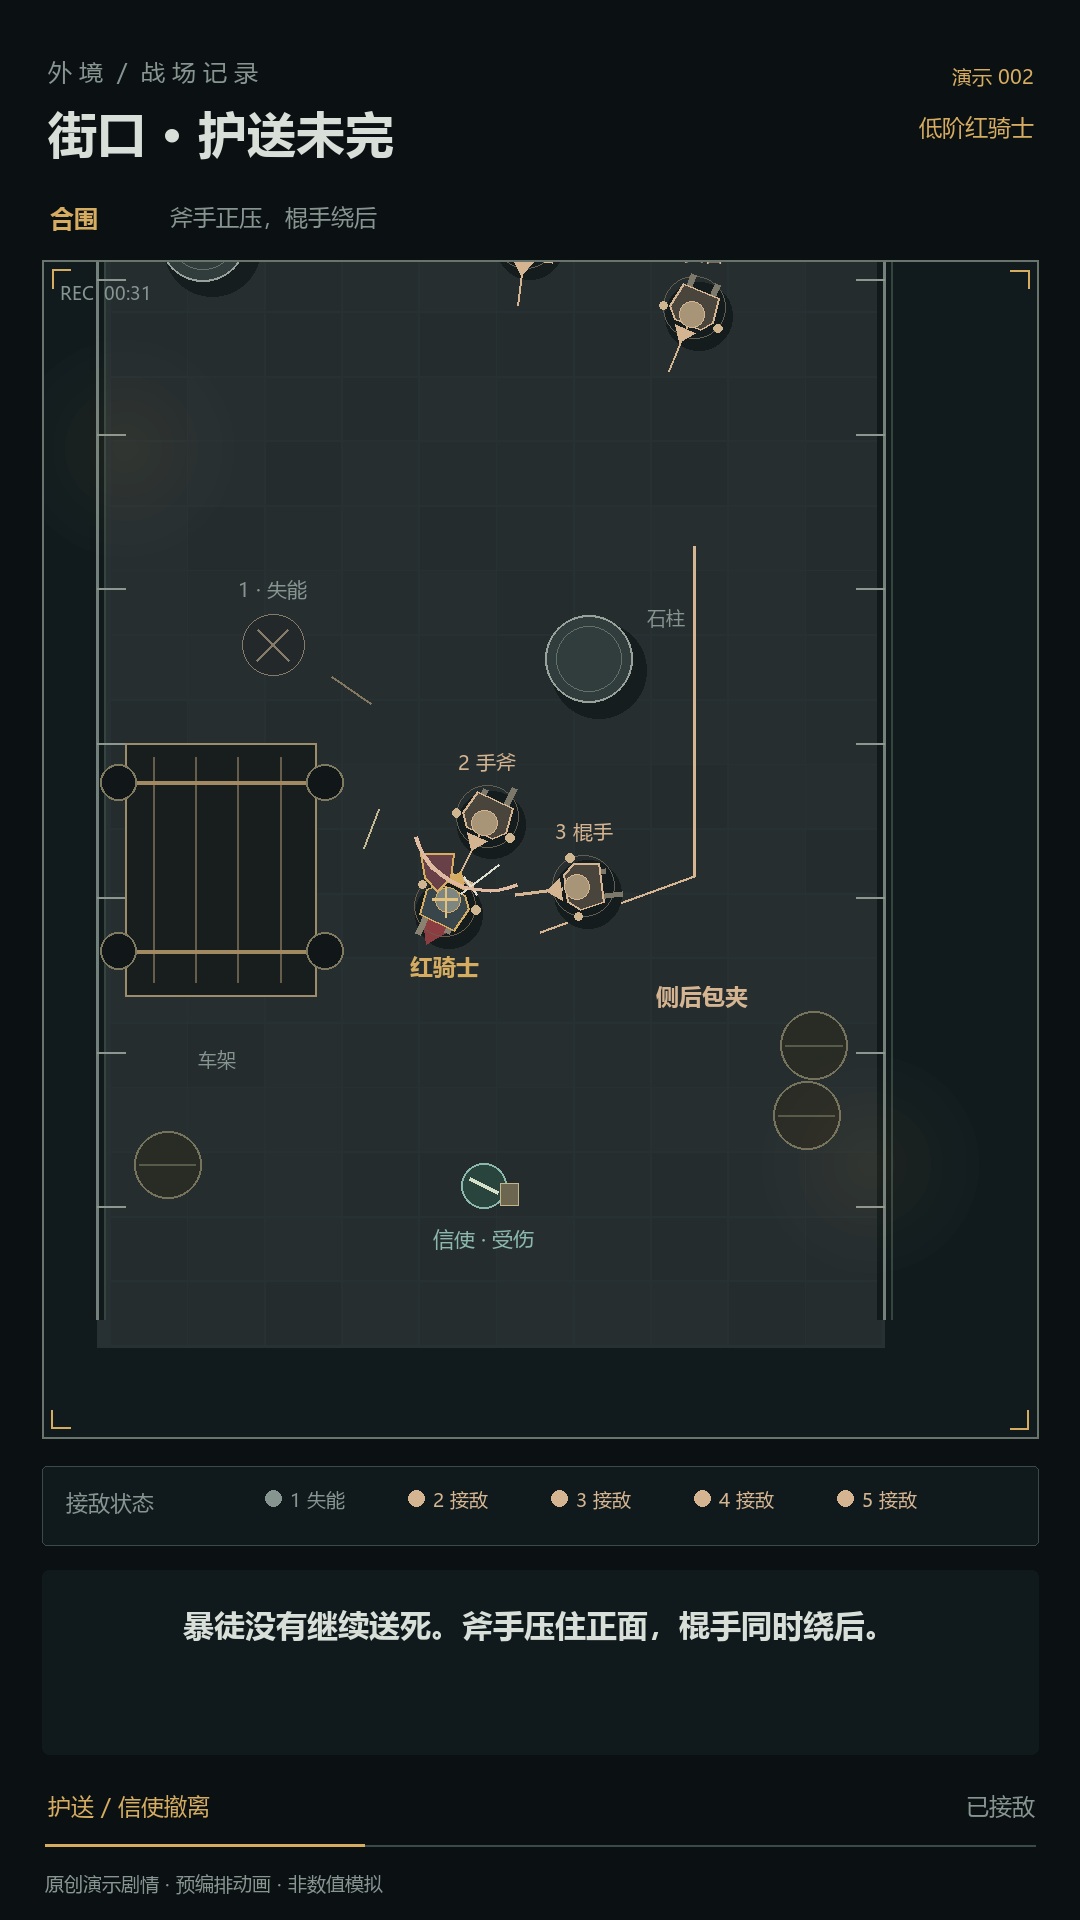 外境 / 战场记录
演示 002
街口·护送未完
低阶红骑士
合围
斧手正压，棍手绕后
REC 00:31
1 · 失能
石柱
2 手斧
3 棍手
红骑士
侧后包夹
车架
信使 · 受伤
接敌状态
1 失能
2 接敌
3 接敌
4 接敌
5 接敌
暴徒没有继续送死。斧手压住正面，棍手同时绕后。
护送 / 信使撤离
已接敌
原创演示剧情 · 预编排动画 · 非数值模拟